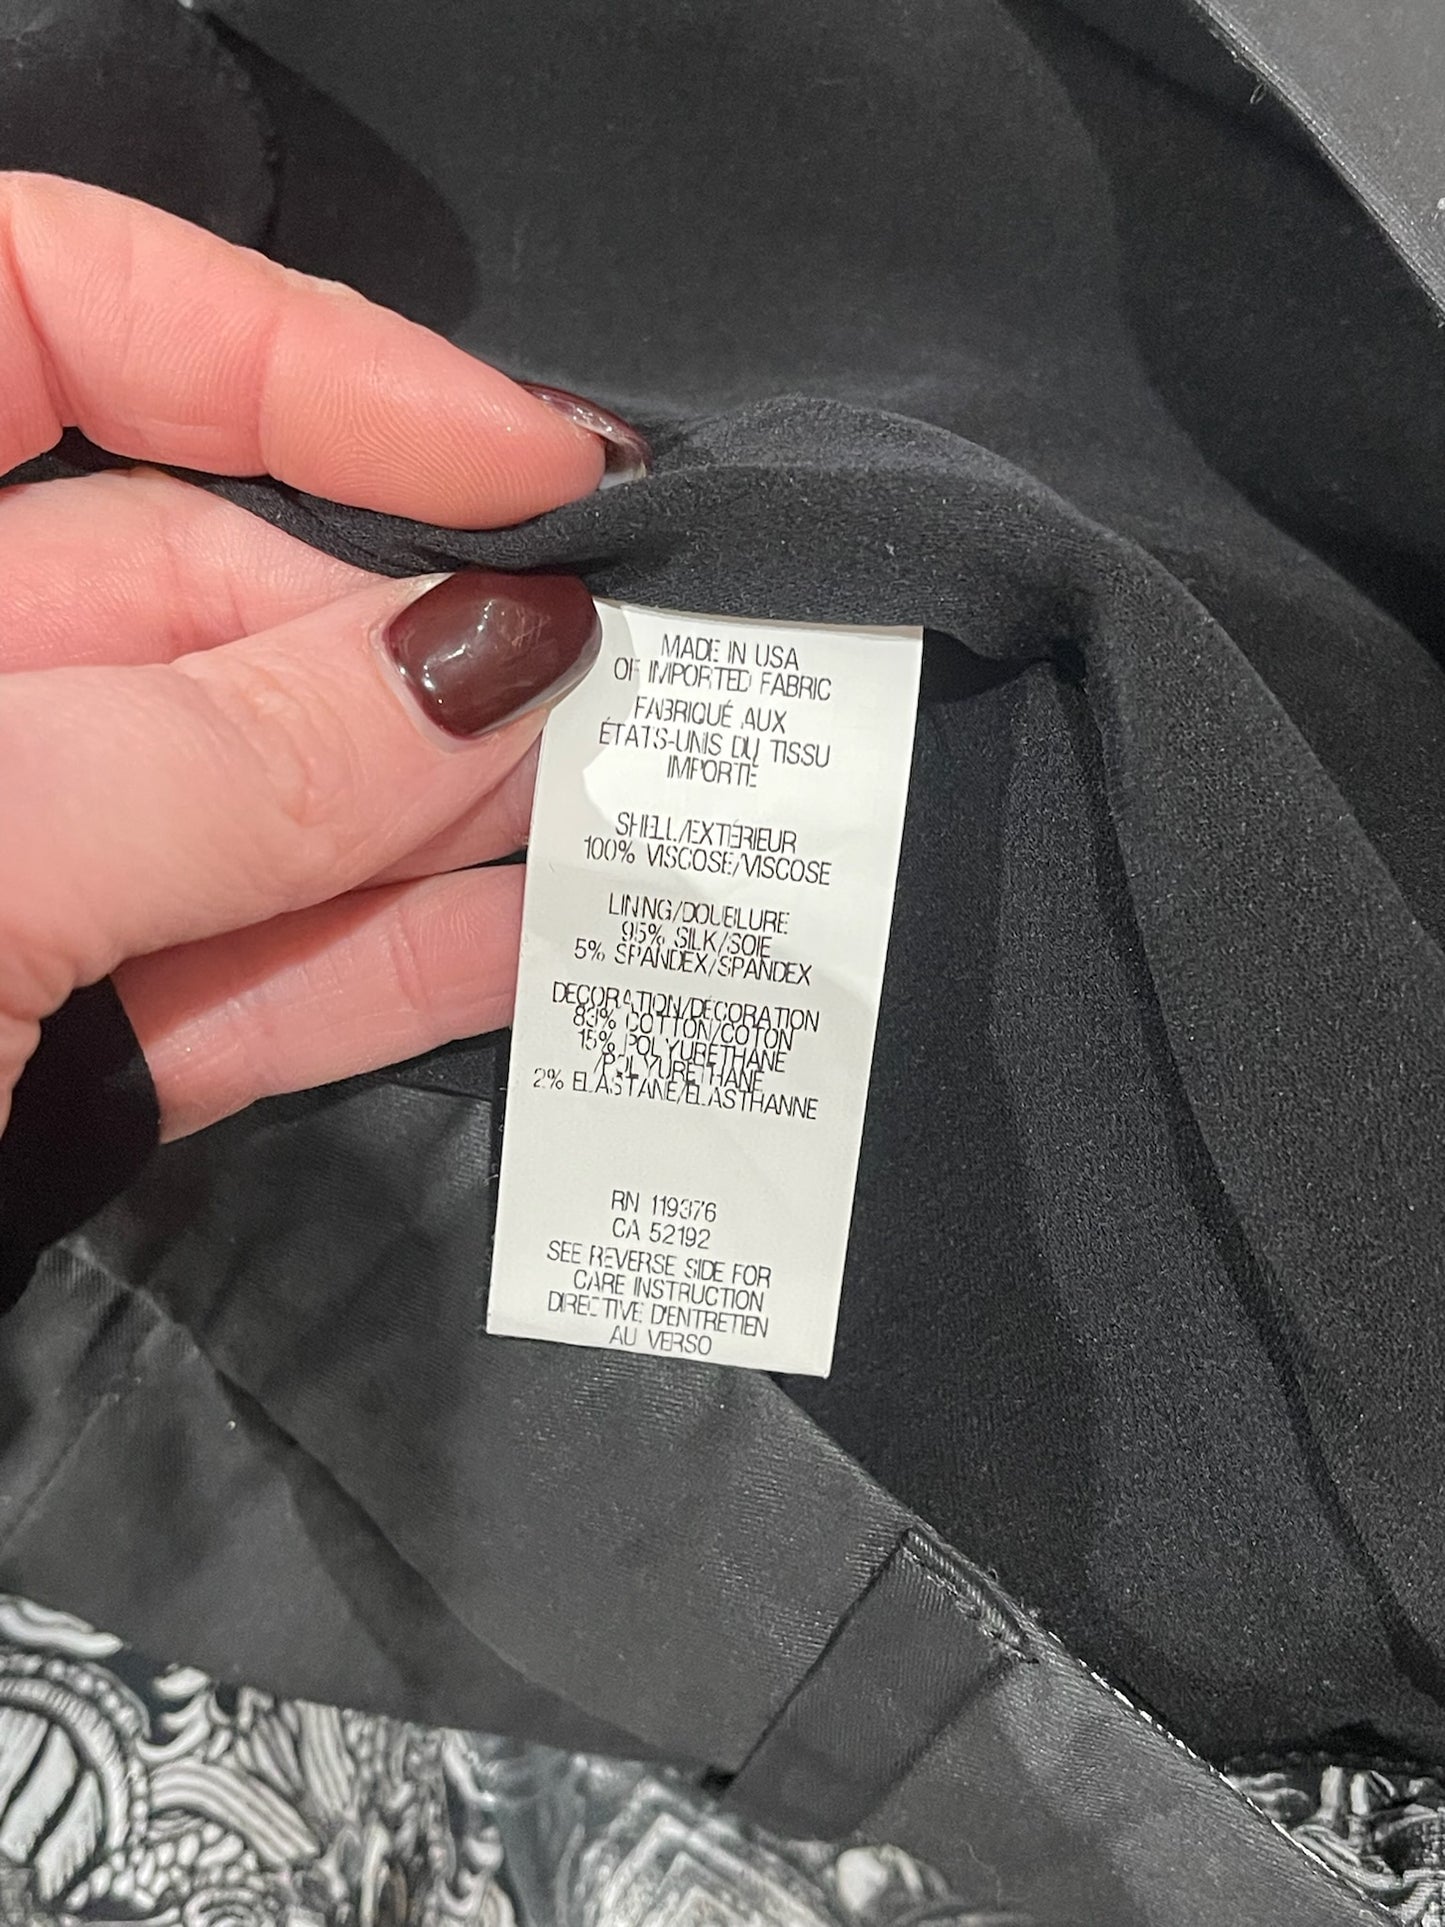 MADE IN USA
OF IMPORTED FABRIC
FABRIQUÉ AUX
ÉTATS-UNIS DU TISSU
IMPORTÉ
SHELL/EXTÉRIEUR
100% VISCOSE/VISCOSE
LINING/DOUBLURE
95% SILK/SOIE
5% SPANDEX/SPANDEX
DECORATION/DÉCORATION
83% COTTON/COTON
15% POLYURETHANE
/POLYURETHANE
2% ELASTANE/ELASTHANNE
RN 119376
CA 52192
SEE REVERSE SIDE FOR
CARE INSTRUCTION
DIRECTIVE D'ENTRETIEN
AU VERSO